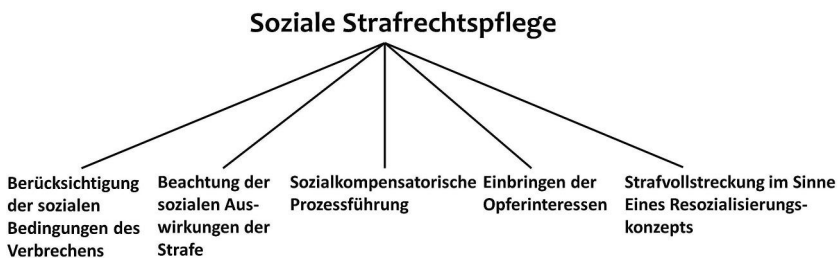 Soziale Strafrechtspflege
Berücksichtigung
der sozialen
Bedingungen des
Verbrechens
Beachtung der
sozialen Aus-
wirkungen der
Strafe
Sozialkompensatorische
Prozessführung
Einbringen der
Opferinteressen
Strafvollstreckung im Sinne
Eines Resozialisierungs-
konzepts